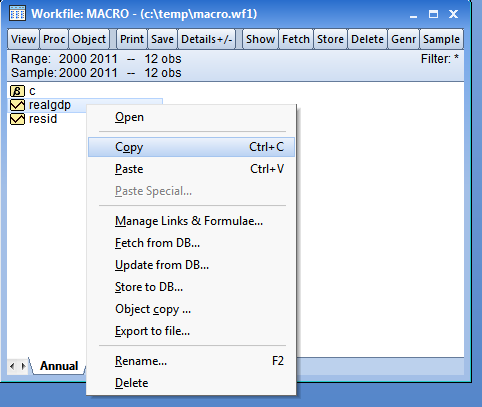 Workfile: MACRO - (c:\temp\macro.wf1)
View Proc Object Print Save Details+/- Show Fetch Store Delete Genr Sample
Range: 2000 2011 -- 12 obs Filter: *
Sample: 2000 2011 -- 12 obs
β c
realgdp
resid
Open
Copy Ctrl+C
Paste Ctrl+V
Paste Special...
Manage Links & Formulae...
Fetch from DB...
Update from DB...
Store to DB...
Object copy ...
Export to file...
Rename... F2
Delete
Annual